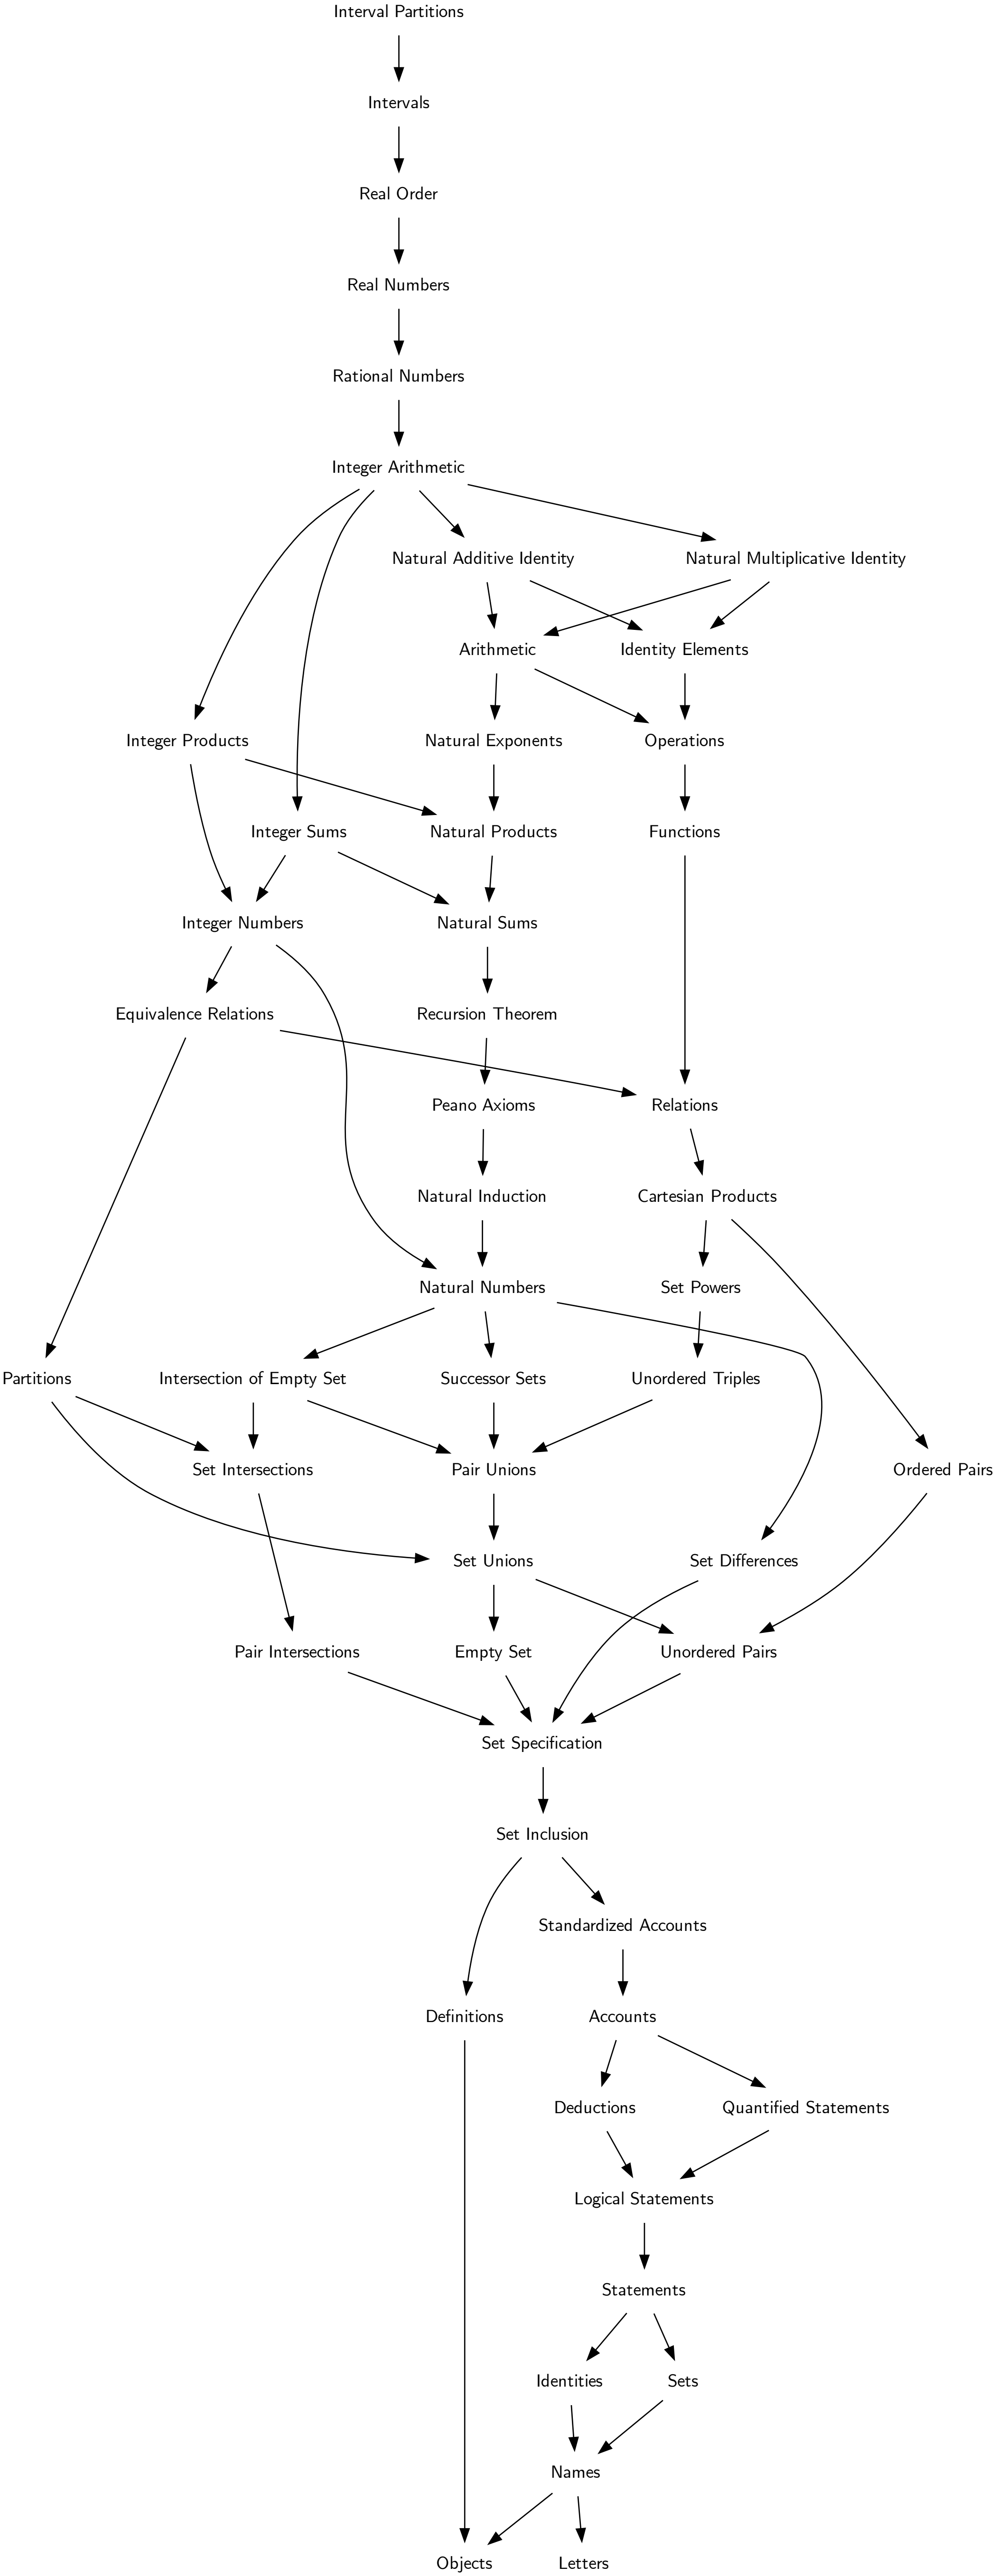 Interval Partitions
Intervals
Real Order
Real Numbers
Rational Numbers
Integer Arithmetic
Natural Additive Identity
Natural Multiplicative Identity
Arithmetic
Identity Elements
Integer Products
Natural Exponents
Operations
Integer Sums
Natural Products
Functions
Integer Numbers
Natural Sums
Equivalence Relations
Recursion Theorem
Peano Axioms
Relations
Natural Induction
Cartesian Products
Natural Numbers
Set Powers
Partitions
Intersection of Empty Set
Successor Sets
Unordered Triples
Set Intersections
Pair Unions
Ordered Pairs
Set Unions
Set Differences
Pair Intersections
Empty Set
Unordered Pairs
Set Specification
Set Inclusion
Standardized Accounts
Definitions
Accounts
Deductions
Quantified Statements
Logical Statements
Statements
Identities
Sets
Names
Objects
Letters